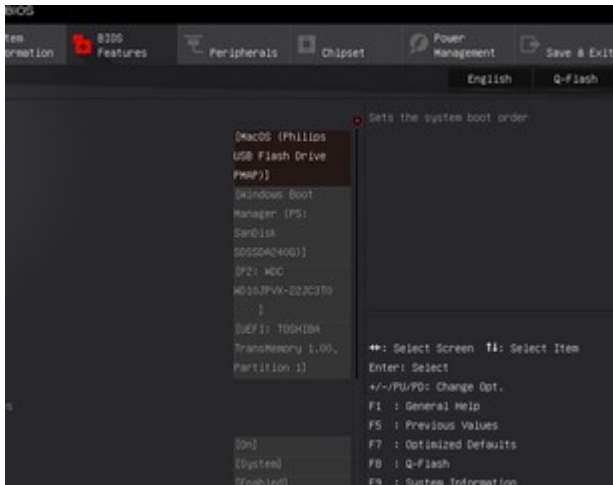 BIOS
tem
ormation
BIOS
Features
Peripherals
Chipset
Power
Management
Save & Exit
English
Q-Flash
Sets the system boot order
[MacOS (Philips
USB Flash Drive
PMAP)]
[Windows Boot
Manager (P5:
SanDisk
SDSSDA240G)]
[P2: WDC
WD10JPVX-22JC3T0
]
[UEFI: TOSHIBA
TransMemory 1.00,
Partition 1]
s
[On]
[System]
[Enabled]
↔: Select Screen ↑↓: Select Item
Enter: Select
+/-/PU/PD: Change Opt.
F1 : General Help
F5 : Previous Values
F7 : Optimized Defaults
F8 : Q-Flash
F9 : System Information